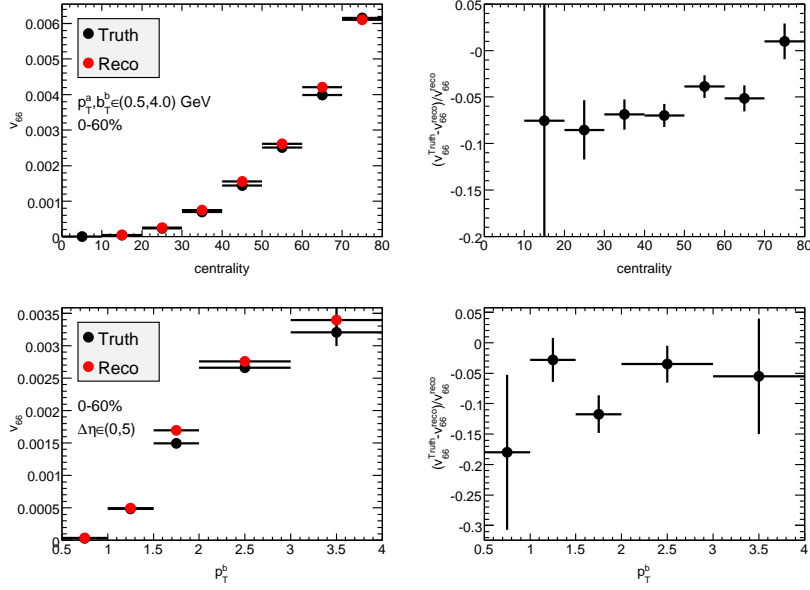 0.006
0.005
0.004
0.003
0.002
0.001
0
v66
Truth
Reco
p_T^a,b_T^b∈(0.5,4.0) GeV
0-60%
0 10 20 30 40 50 60 70 80
centrality
-0
-0.05
-0.1
-0.15
-0.2
(v66^Truth-v66^reco)/v66^reco
0 10 20 30 40 50 60 70 80
centrality
0.0035
0.003
0.0025
0.002
0.0015
0.001
0.0005
0
v66
Truth
Reco
0-60%
Δη∈(0,5)
0.5 1 1.5 2 2.5 3 3.5 4
p_T^b
0.05
0
-0.05
-0.1
-0.15
-0.2
-0.25
-0.3
(v66^Truth-v66^reco)/v66^reco
0.5 1 1.5 2 2.5 3 3.5 4
p_T^b